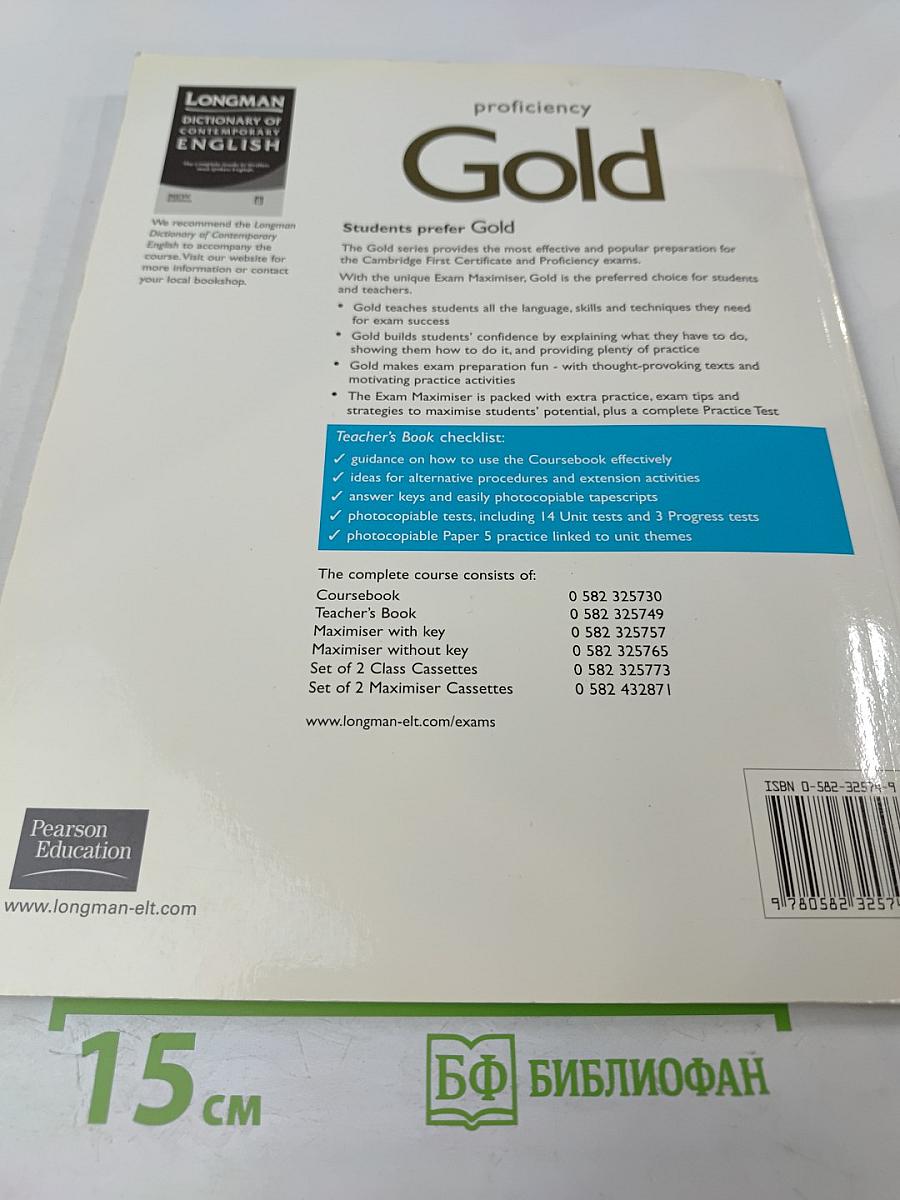 LONGMAN
DICTIONARY OF
CONTEMPORARY
ENGLISH
We recommend the Longman
Dictionary of Contemporary
English to accompany the
course. Visit our website for
more information or contact
your local bookshop.
proficiency
Gold
Students prefer Gold
The Gold series provides the most effective and popular preparation for
the Cambridge First Certificate and Proficiency exams.
With the unique Exam Maximiser, Gold is the preferred choice for students
and teachers.
• Gold teaches students all the language, skills and techniques they need
for exam success
• Gold builds students' confidence by explaining what they have to do,
showing them how to do it, and providing plenty of practice
• Gold makes exam preparation fun - with thought-provoking texts and
motivating practice activities
• The Exam Maximiser is packed with extra practice, exam tips and
strategies to maximise students' potential, plus a complete Practice Test
Teacher's Book checklist:
✓ guidance on how to use the Coursebook effectively
✓ ideas for alternative procedures and extension activities
✓ answer keys and easily photocopiable tapescripts
✓ photocopiable tests, including 14 Unit tests and 3 Progress tests
✓ photocopiable Paper 5 practice linked to unit themes
The complete course consists of:
Coursebook 0 582 325730
Teacher's Book 0 582 325749
Maximiser with key 0 582 325757
Maximiser without key 0 582 325765
Set of 2 Class Cassettes 0 582 325773
Set of 2 Maximiser Cassettes 0 582 432871
www.longman-elt.com/exams
ISBN 0-582-32574-9
9 780582 3257
Pearson
Education
www.longman-elt.com
15 см
БФ БИБЛИОФАН